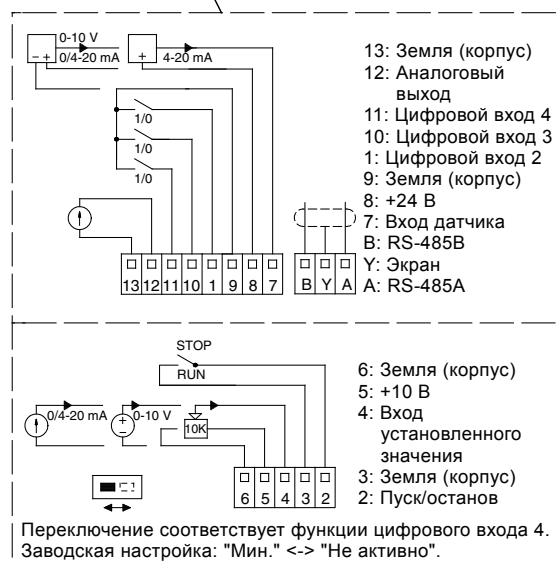 0-10 V
0/4-20 mA
- +
+
4-20 mA
1/0
1/0
1/0
13 12 11 10 1 9 8 7
B Y A
13: Земля (корпус)
12: Аналоговый
выход
11: Цифровой вход 4
10: Цифровой вход 3
1: Цифровой вход 2
9: Земля (корпус)
8: +24 В
7: Вход датчика
B: RS-485B
Y: Экран
A: RS-485A
STOP
RUN
0/4-20 mA
+
-
0-10 V
10K
6 5 4 3 2
6: Земля (корпус)
5: +10 В
4: Вход
установленного
значения
3: Земля (корпус)
2: Пуск/останов
Переключение соответствует функции цифрового входа 4.
Заводская настройка: "Мин." <-> "Не активно".